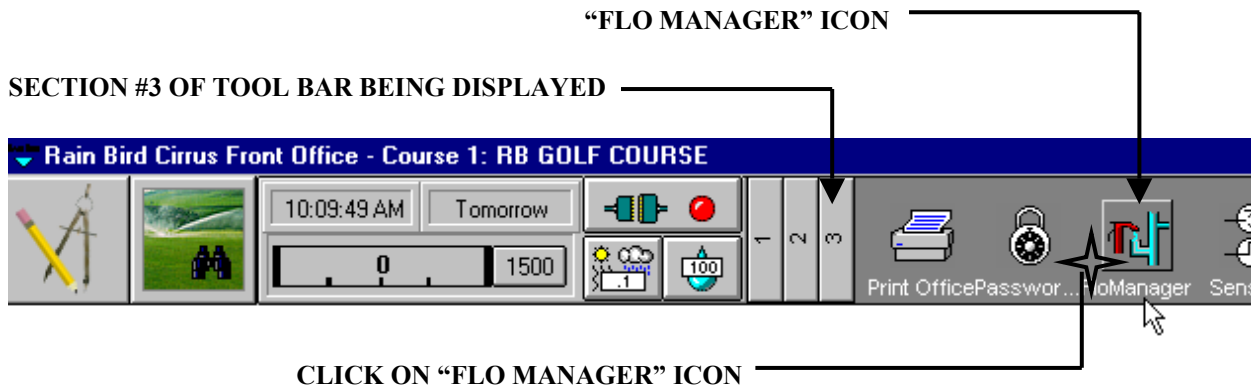 “FLO MANAGER” ICON
SECTION #3 OF TOOL BAR BEING DISPLAYED
Rain Bird Cirrus Front Office - Course 1: RB GOLF COURSE
10:09:49 AM Tomorrow
0 1500 .1 100
1 2 3
Print Office Passwor... FloManager Sens
CLICK ON “FLO MANAGER” ICON